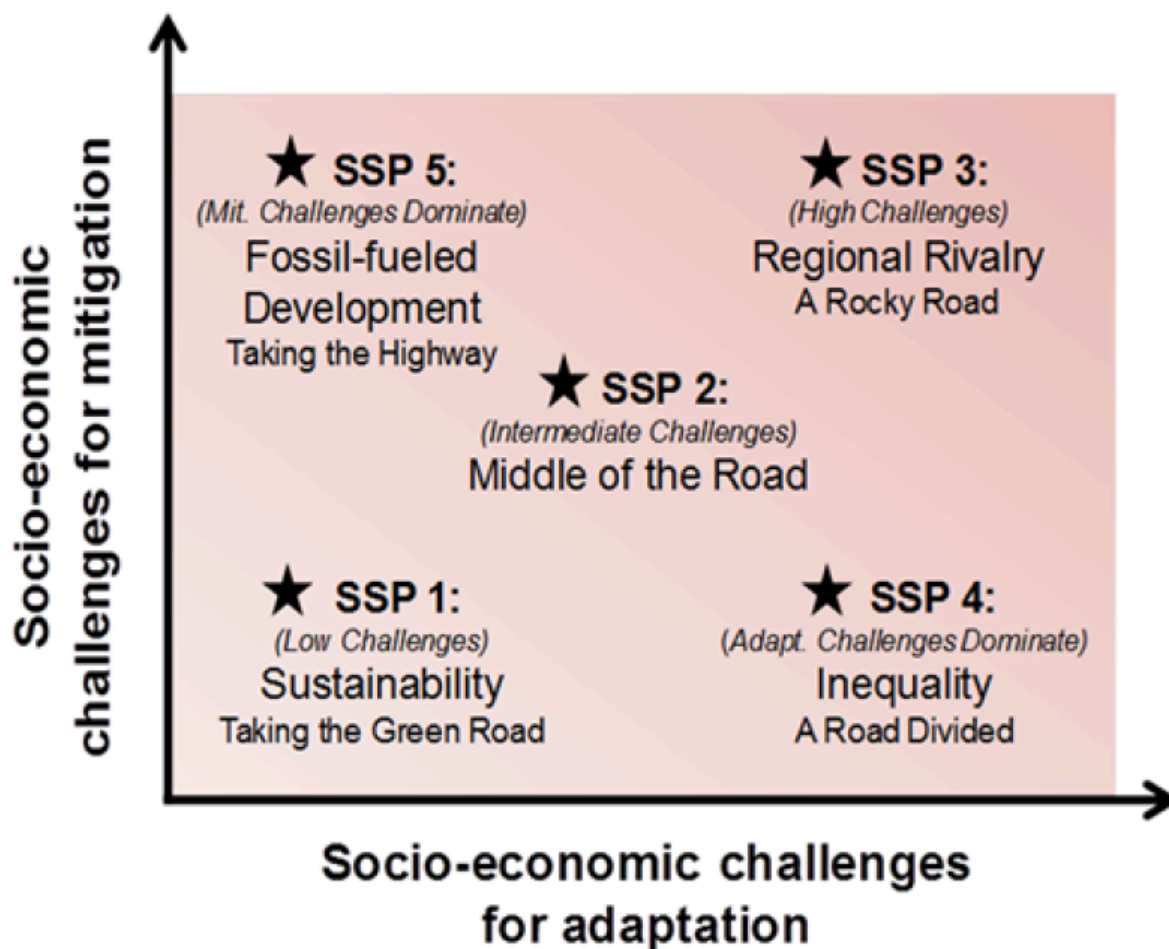 Socio-economic
challenges for mitigation
SSP 5:
(Mit. Challenges Dominate)
Fossil-fueled
Development
Taking the Highway
SSP 3:
(High Challenges)
Regional Rivalry
A Rocky Road
SSP 2:
(Intermediate Challenges)
Middle of the Road
SSP 1:
(Low Challenges)
Sustainability
Taking the Green Road
SSP 4:
(Adapt. Challenges Dominate)
Inequality
A Road Divided
Socio-economic challenges
for adaptation